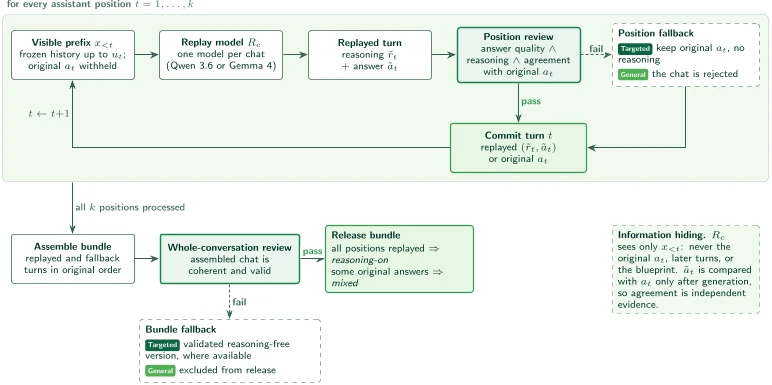 for every assistant position t = 1, . . . , k
Visible prefix x<t
frozen history up to ut;
original at withheld
Replay model Rc
one model per chat
(Qwen 3.6 or Gemma 4)
Replayed turn
reasoning r̃t
+ answer ãt
Position review
answer quality ∧
reasoning ∧ agreement
with original at
fail
Position fallback
Targeted keep original at, no
reasoning
General the chat is rejected
pass
t ← t+1
Commit turn t
replayed (r̃t, ãt)
or original at
all k positions processed
Assemble bundle
replayed and fallback
turns in original order
Whole-conversation review
assembled chat is
coherent and valid
pass
Release bundle
all positions replayed ⇒
reasoning-on
some original answers ⇒
mixed
fail
Bundle fallback
Targeted validated reasoning-free
version, where available
General excluded from release
Information hiding. Rc
sees only x<t: never the
original at, later turns, or
the blueprint. ãt is compared
with at only after generation,
so agreement is independent
evidence.